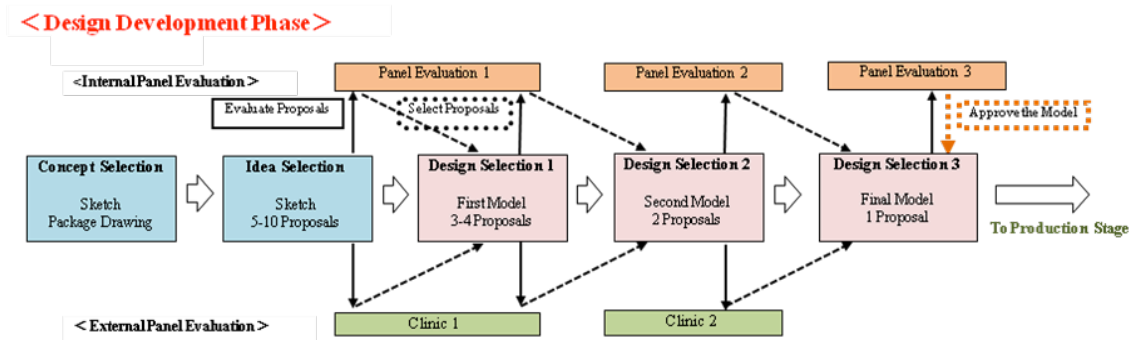 ＜Design Development Phase＞
<Internal Panel Evaluation >
Panel Evaluation 1
Panel Evaluation 2
Panel Evaluation 3
Evaluate Proposals
Select Proposals
Approve the Model
Concept Selection
Sketch
Package Drawing
Idea Selection
Sketch
5-10 Proposals
Design Selection 1
First Model
3-4 Proposals
Design Selection 2
Second Model
2 Proposals
Design Selection 3
Final Model
1 Proposal
To Production Stage
< External Panel Evaluation >
Clinic 1
Clinic 2